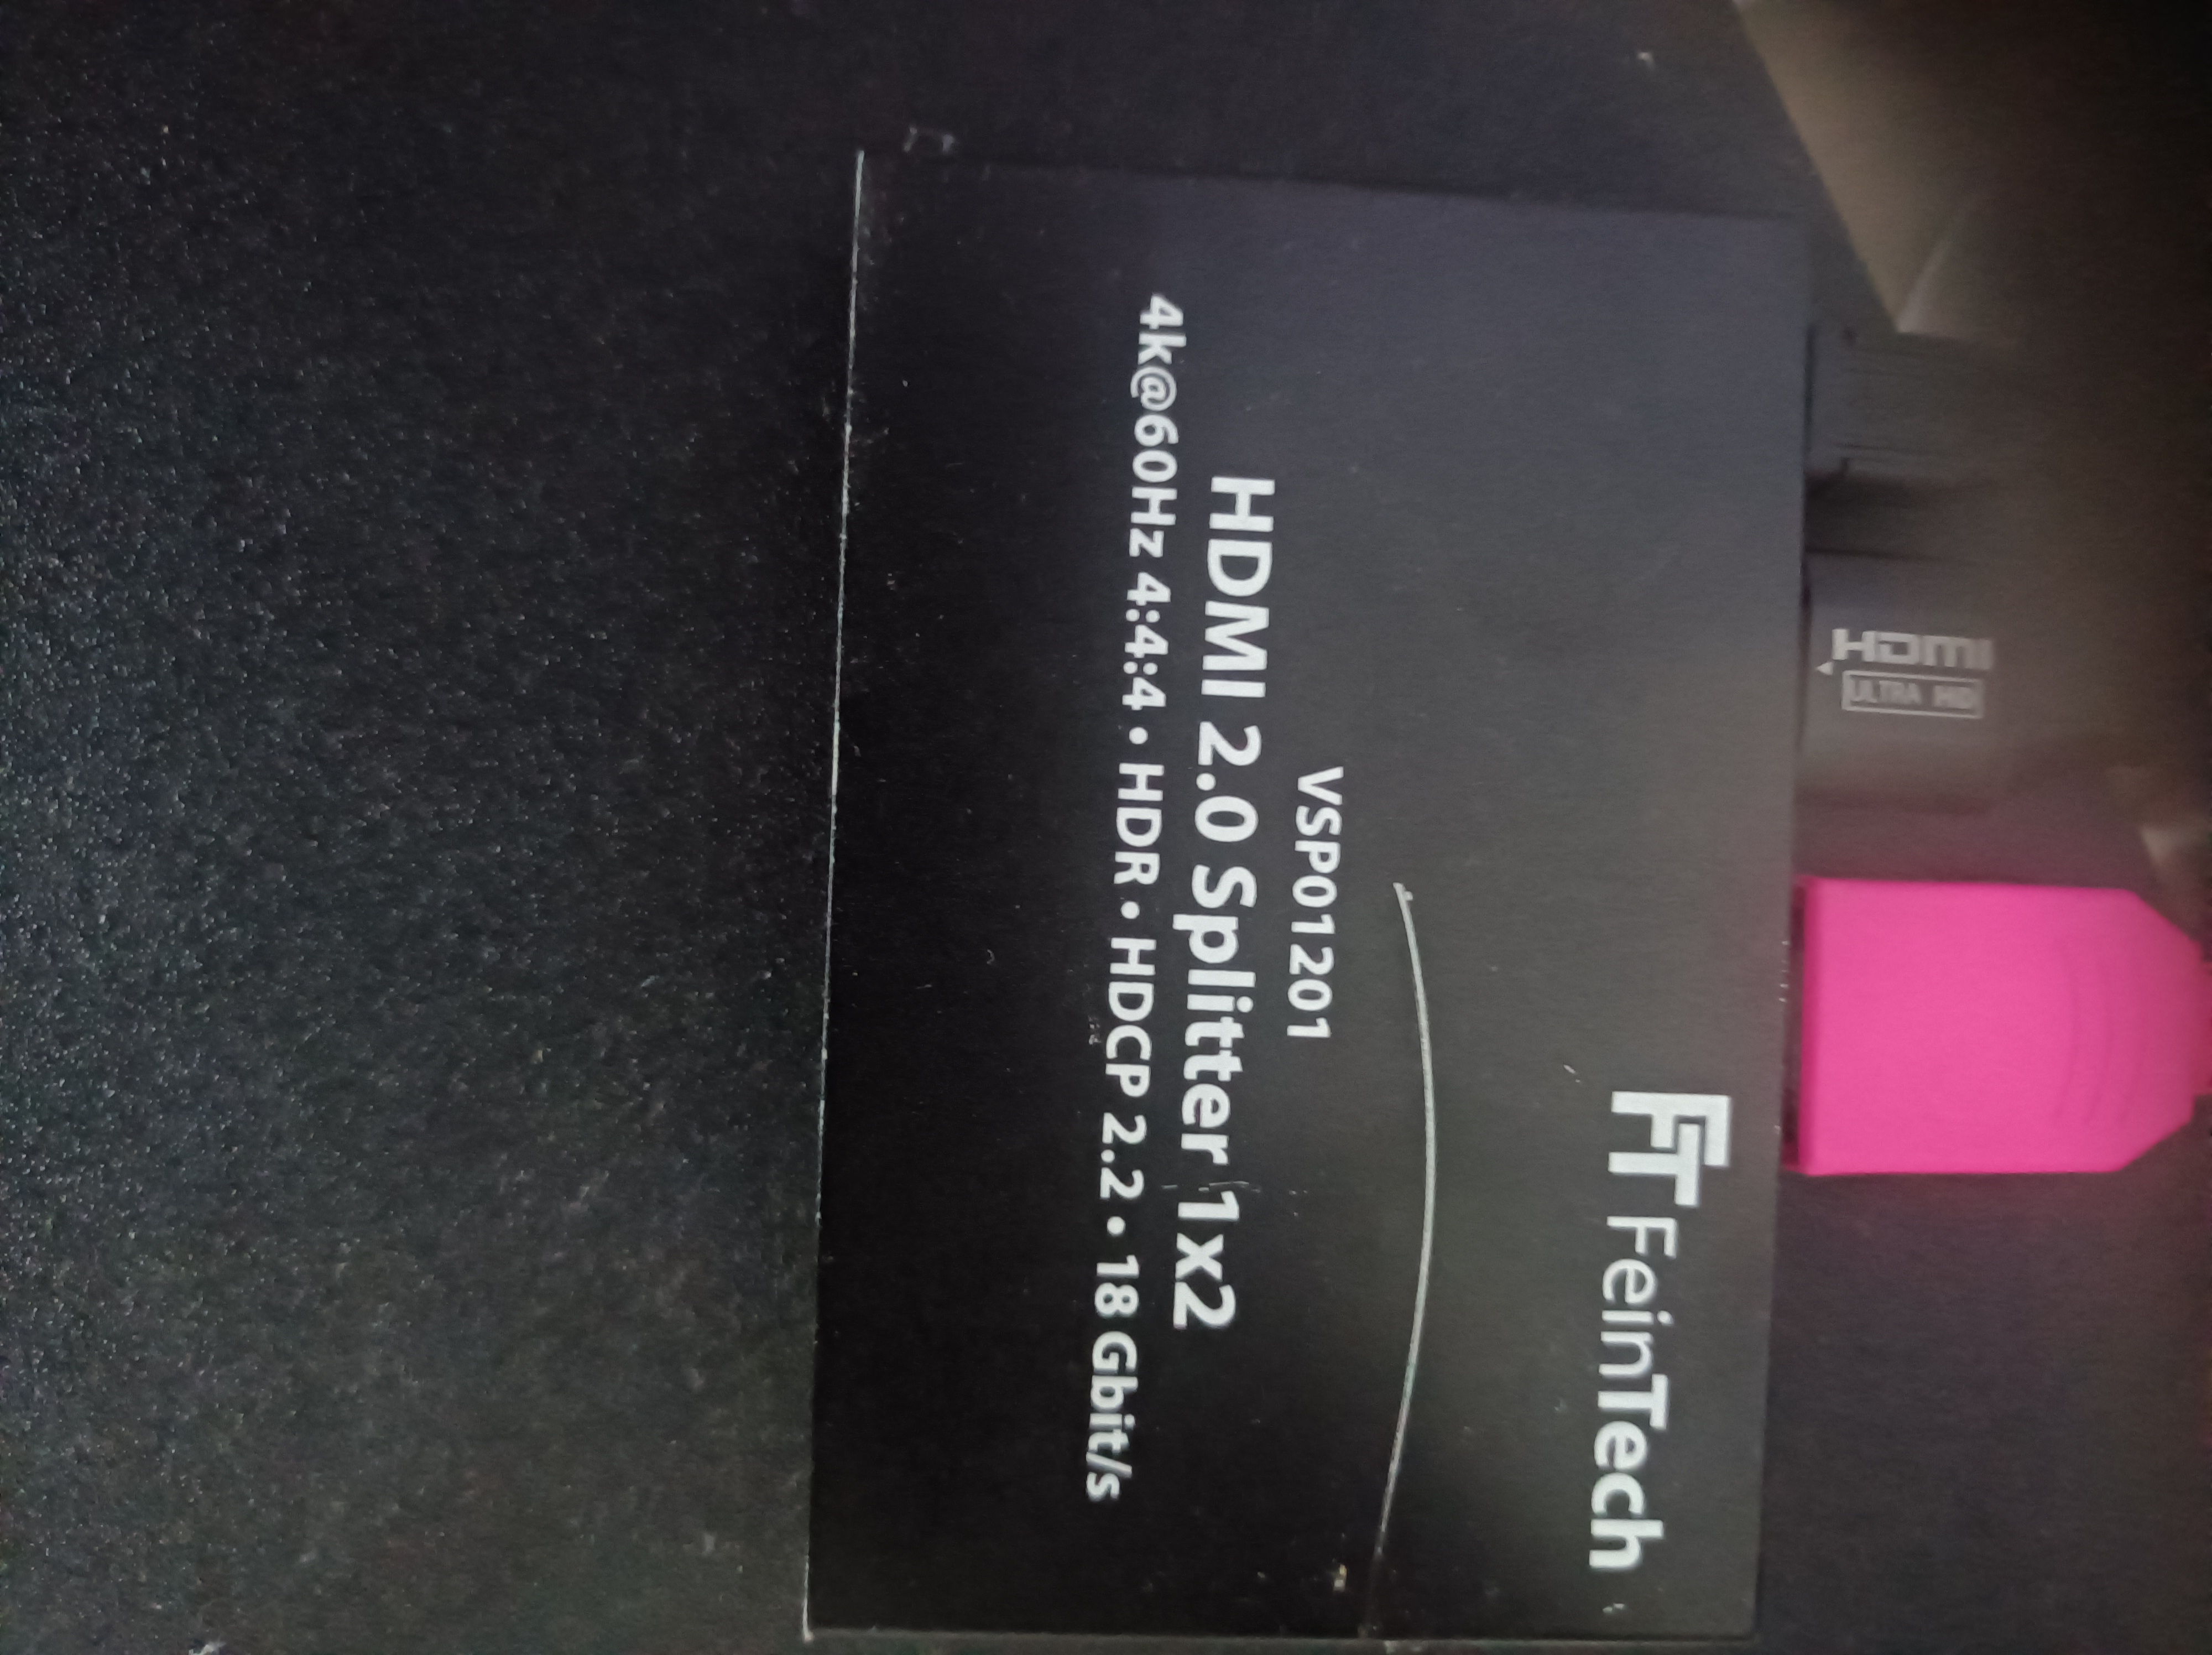 FT FeinTech
VSP01201
HDMI 2.0 Splitter 1x2
4k@60Hz 4:4:4 • HDR • HDCP 2.2 • 18 Gbit/s
HDMI
ULTRA HD